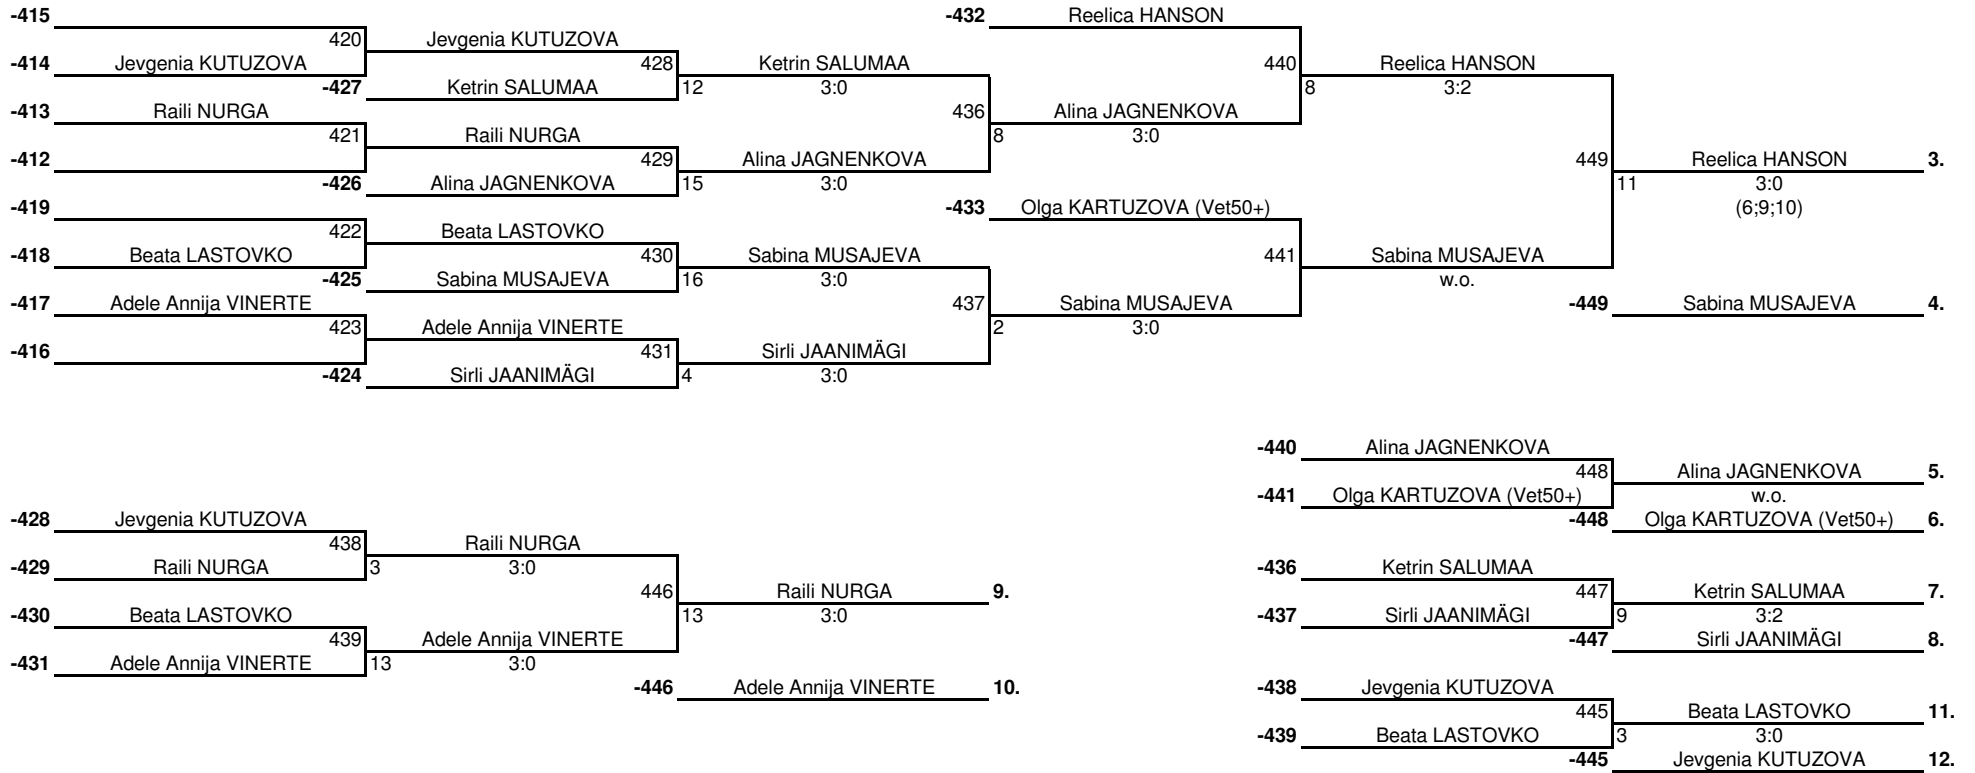 -415
-432 Reelica HANSON
420 Jevgenia KUTUZOVA
-414 Jevgenia KUTUZOVA 428 Ketrin SALUMAA 440 Reelica HANSON
-427 Ketrin SALUMAA 12 3:0 8 3:2
-413 Raili NURGA 436 Alina JAGNENKOVA
421 Raili NURGA 8 3:0
-412 429 Alina JAGNENKOVA 449 Reelica HANSON 3.
-426 Alina JAGNENKOVA 15 3:0 11 3:0
-419 -433 Olga KARTUZOVA (Vet50+) (6;9;10)
422 Beata LASTOVKO
-418 Beata LASTOVKO 430 Sabina MUSAJEVA 441 Sabina MUSAJEVA
-425 Sabina MUSAJEVA 16 3:0 w.o.
-417 Adele Annija VINERTE 437 Sabina MUSAJEVA -449 Sabina MUSAJEVA 4.
423 Adele Annija VINERTE 2 3:0
-416 431 Sirli JAANIMÄGI
-424 Sirli JAANIMÄGI 4 3:0
-440 Alina JAGNENKOVA
448 Alina JAGNENKOVA 5.
-441 Olga KARTUZOVA (Vet50+) w.o.
-428 Jevgenia KUTUZOVA -448 Olga KARTUZOVA (Vet50+) 6.
438 Raili NURGA
-429 Raili NURGA 3 3:0 -436 Ketrin SALUMAA
446 Raili NURGA 9. 447 Ketrin SALUMAA 7.
-430 Beata LASTOVKO 13 3:0 -437 Sirli JAANIMÄGI 9 3:2
439 Adele Annija VINERTE -447 Sirli JAANIMÄGI 8.
-431 Adele Annija VINERTE 13 3:0
-446 Adele Annija VINERTE 10. -438 Jevgenia KUTUZOVA
445 Beata LASTOVKO 11.
-439 Beata LASTOVKO 3 3:0
-445 Jevgenia KUTUZOVA 12.